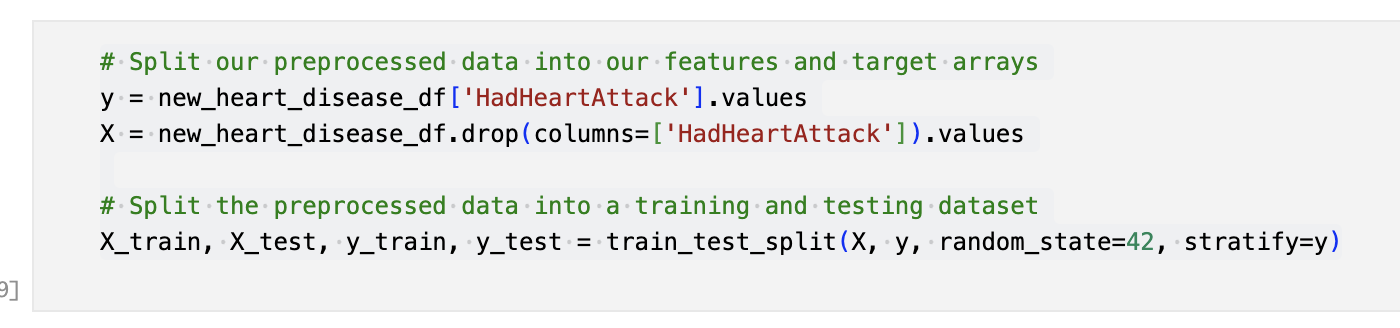 # Split our preprocessed data into our features and target arrays
y = new_heart_disease_df['HadHeartAttack'].values
X = new_heart_disease_df.drop(columns=['HadHeartAttack']).values
# Split the preprocessed data into a training and testing dataset
X_train, X_test, y_train, y_test = train_test_split(X, y, random_state=42, stratify=y)
9]